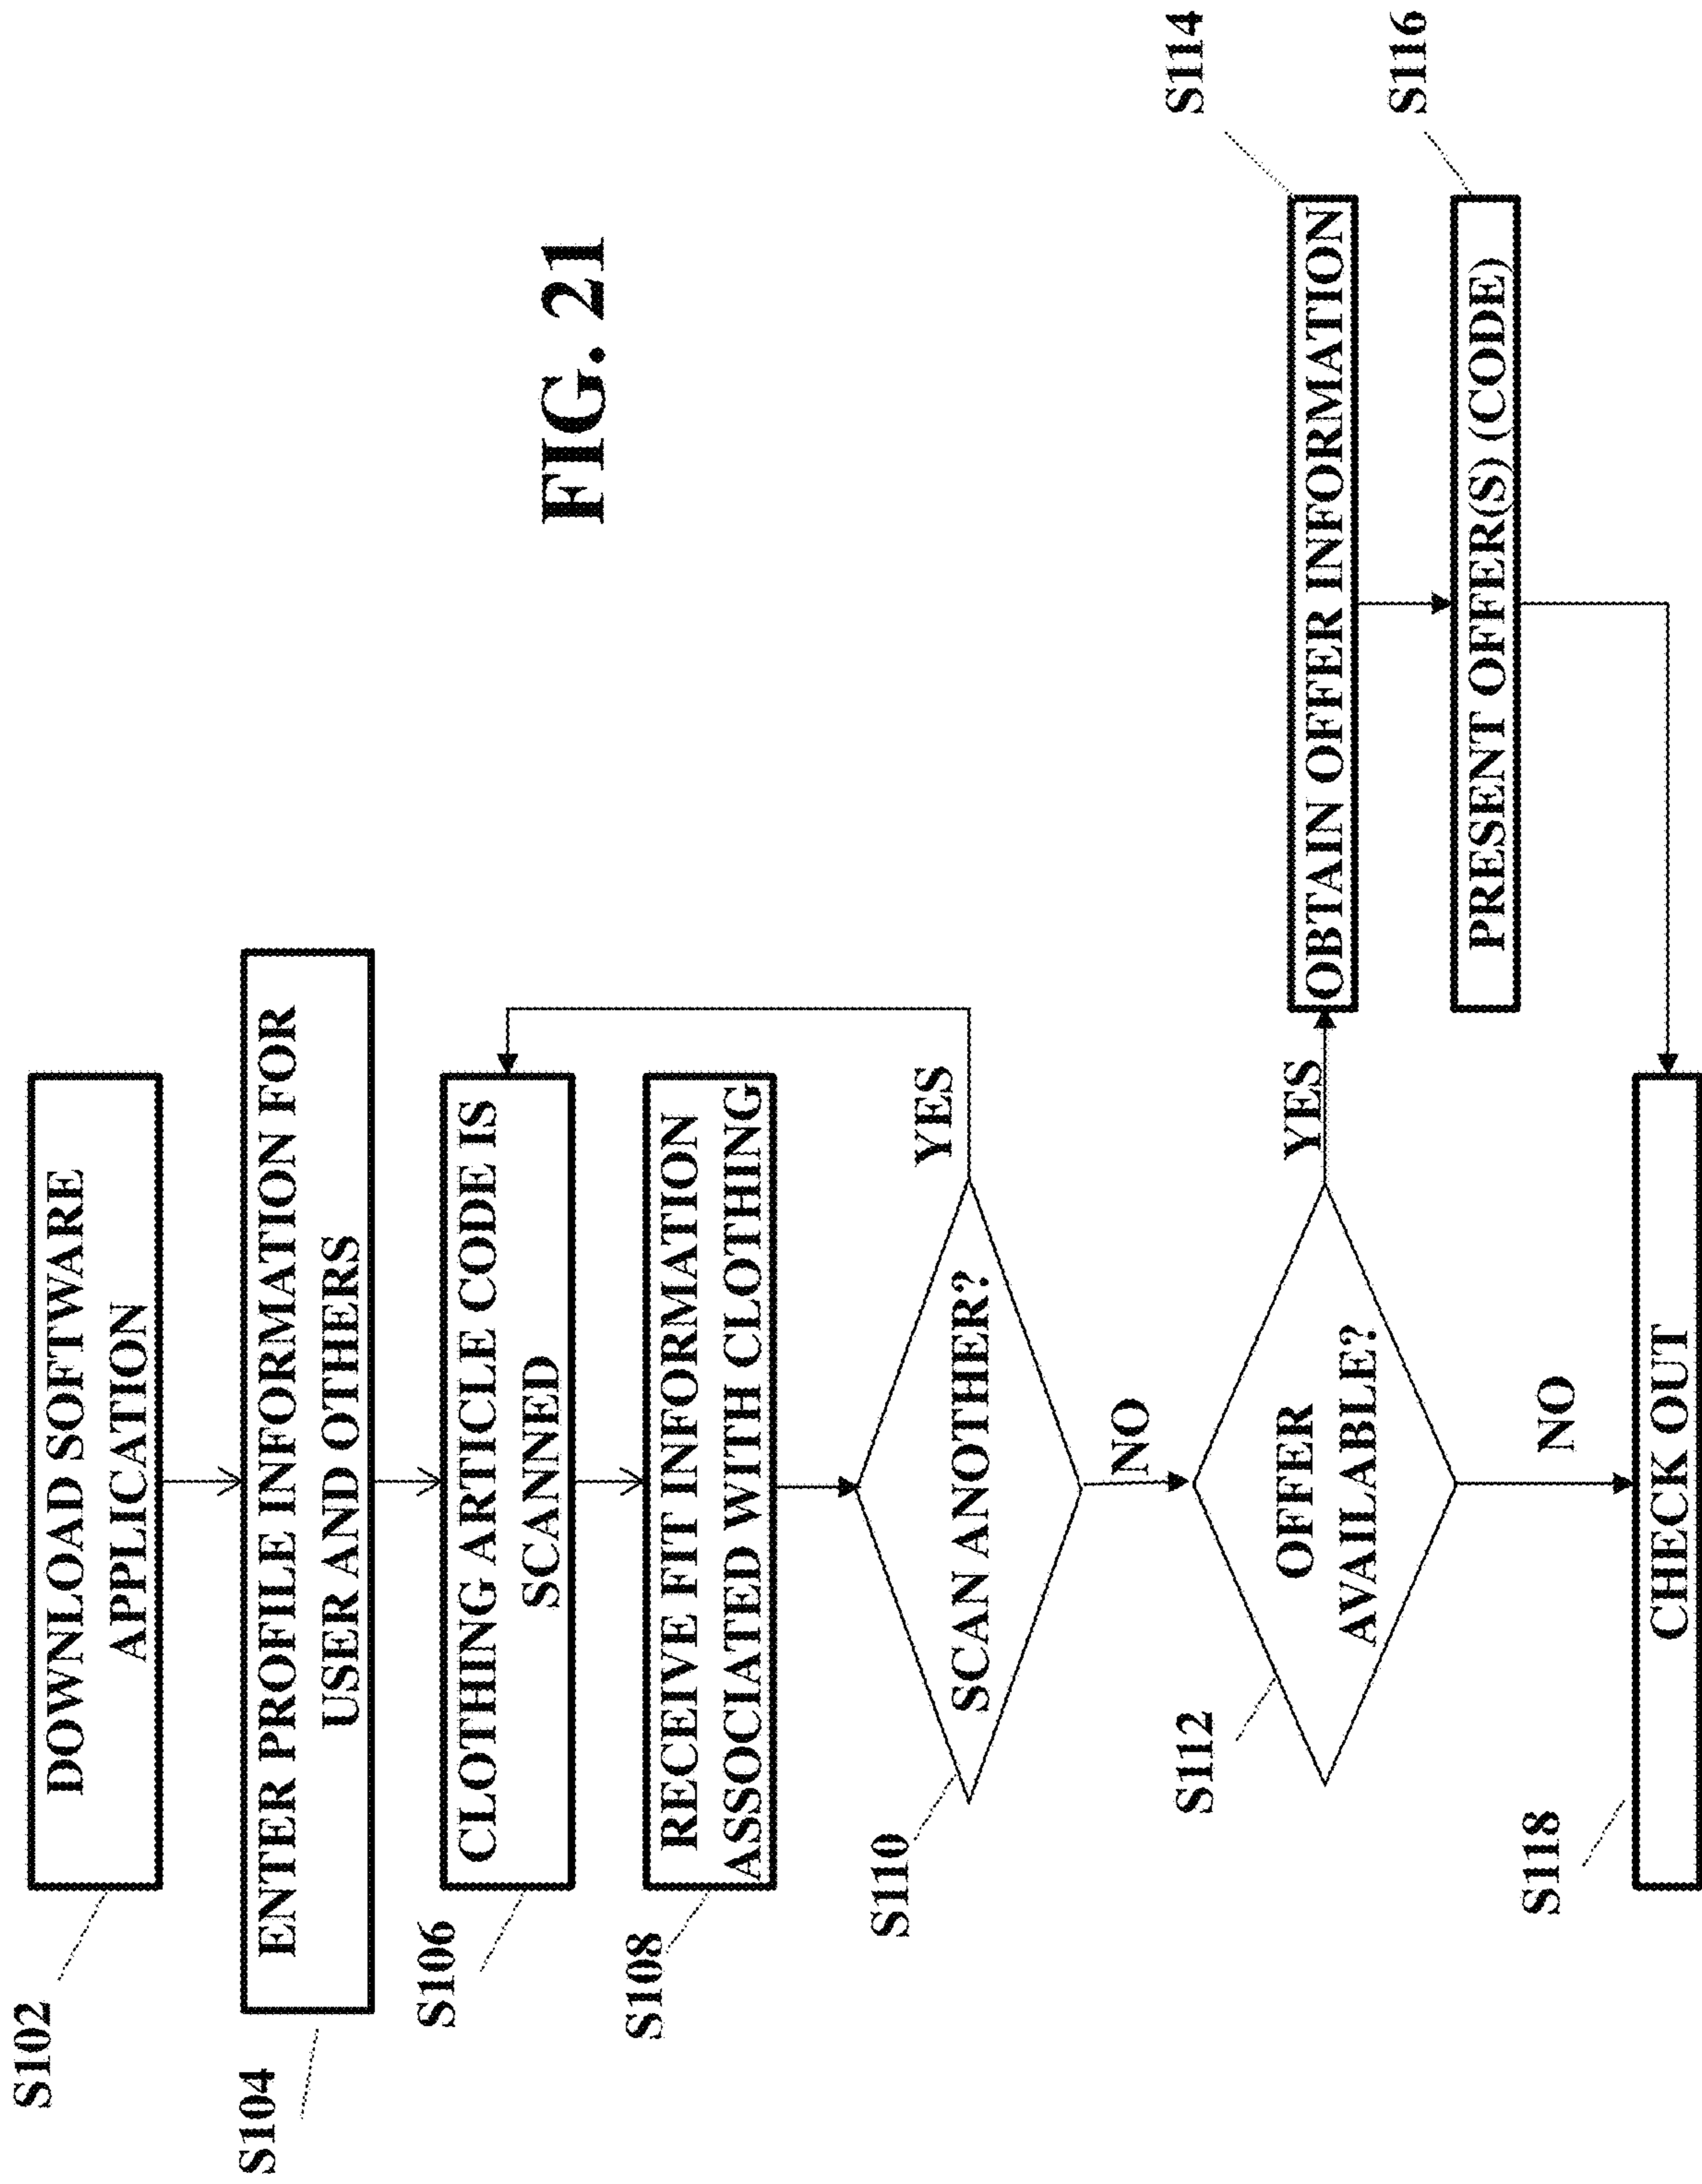 S102
DOWNLOAD SOFTWARE
APPLICATION
S104
ENTER PROFILE INFORMATION FOR
USER AND OTHERS
S106
CLOTHING ARTICLE CODE IS
SCANNED
S108
RECEIVE FIT INFORMATION
ASSOCIATED WITH CLOTHING
FIG. 21
S110
SCAN ANOTHER?
YES
NO
S112
OFFER
AVAILABLE?
YES
NO
S114
OBTAIN OFFER INFORMATION
S116
PRESENT OFFER(S) (CODE)
S118
CHECK OUT